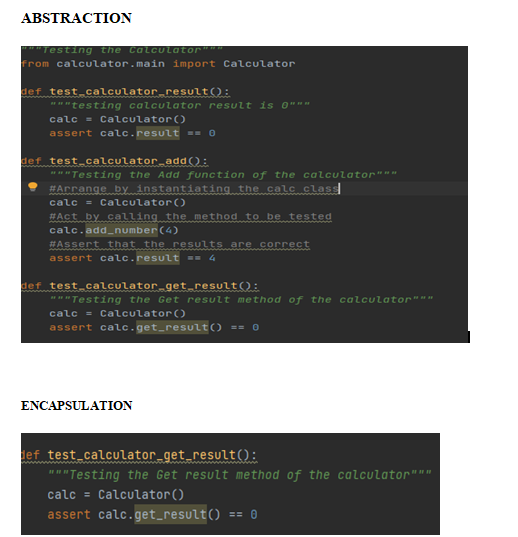 ABSTRACTION
"""Testing the Calculator"""
from calculator.main import Calculator
def test_calculator_result():
"""testing calculator result is 0"""
calc = Calculator()
assert calc.result == 0
def test_calculator_add():
"""Testing the Add function of the calculator"""
#Arrange by instantiating the calc class
calc = Calculator()
#Act by calling the method to be tested
calc.add_number(4)
#Assert that the results are correct
assert calc.result == 4
def test_calculator_get_result():
"""Testing the Get result method of the calculator"""
calc = Calculator()
assert calc.get_result() == 0
ENCAPSULATION
def test_calculator_get_result():
"""Testing the Get result method of the calculator"""
calc = Calculator()
assert calc.get_result() == 0